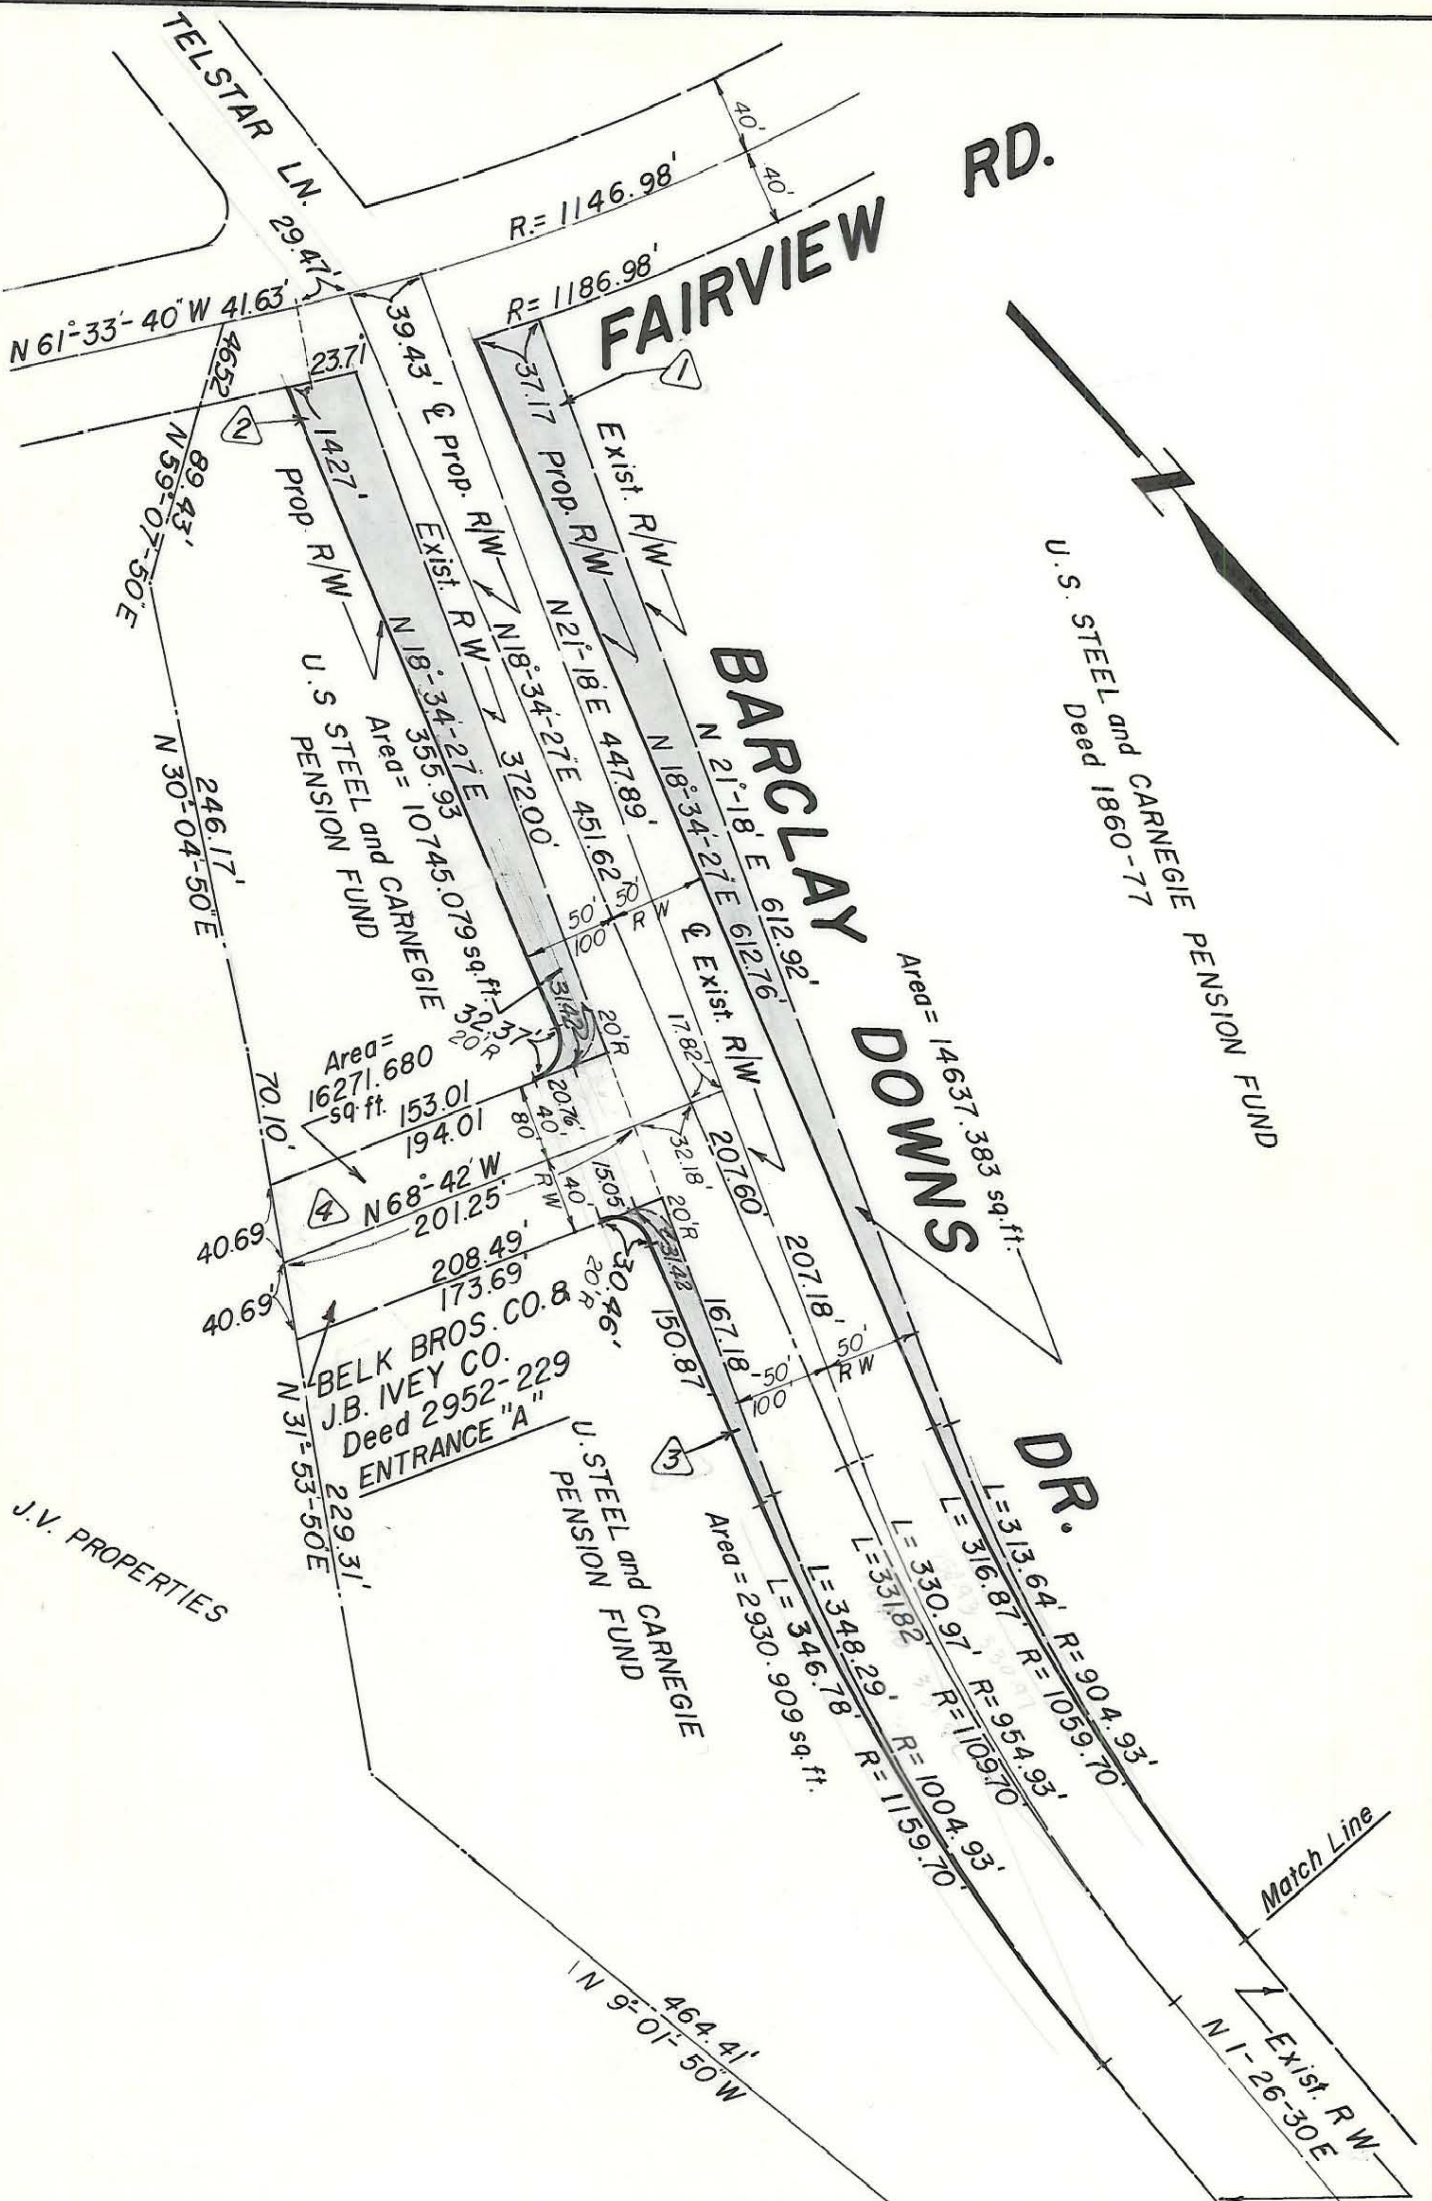 TELSTAR LN.
40'
40'
RD.
R.= 1146.98'
FAIRVIEW
R= 1186.98'
29.47'
N 61°-33'-40" W 41.63'
39.43'
46.52
23.71'
37.17
1
2
89.43'
N 59°-07'-50"E
14.27'
Prop. R/W
Exist. R W
℄ Prop. R/W
Prop. R/W
Exist. R/W
U.S. STEEL and CARNEGIE PENSION FUND
Deed 1860-77
N 18°-34'-27"E
355.93
Area= 10745.079 sq.ft.
U.S STEEL and CARNEGIE
PENSION FUND
372.00'
N18°-34'-27"E 451.62'
N21°-18'E 447.89'
BARCLAY
DOWNS
DR.
N 21°-18' E 612.92'
N 18°-34'-27"E 612.76'
Area= 14637.383 sq.ft.
246.17'
N 30°-04'-50"E
50'
50'
100'
R W
℄ Exist. R/W
31.42'
32.37'
20'R
20'R
17.82'
Area=
16271.680
sq.ft.
70.10'
153.01
194.01
20.76'
40'
80'
R W
40'
N 68°-42' W
201.25'
4
15.05'
32.18'
207.60'
207.18'
40.69'
40.69'
208.49'
173.69'
20'R
31.42
30.46'
20'R
167.18
150.87'
50'
50'
R W
100'
BELK BROS. CO. &
J.B. IVEY CO.
Deed 2952-229
ENTRANCE "A"
N 31°-53'-50"E
229.31'
J.V. PROPERTIES
3
U. STEEL and CARNEGIE
PENSION FUND
Area = 2930.909 sq.ft.
L= 313.64' R= 904.93'
L= 316.87' R= 1059.70'
L= 330.97' R= 954.93'
L=331.82' R=1109.70'
L= 348.29' R= 1004.93'
L= 346.78' R= 1159.70'
Match Line
Exist. R W
N 1-26-30 E
464.41'
N 9°-01'-50"W